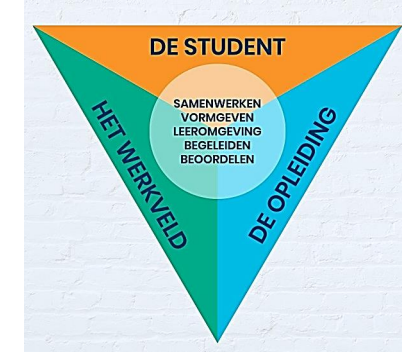 DE STUDENT
SAMENWERKEN
VORMGEVEN
LEEROMGEVING
BEGELEIDEN
BEOORDELEN
HET WERKVELD
DE OPLEIDING